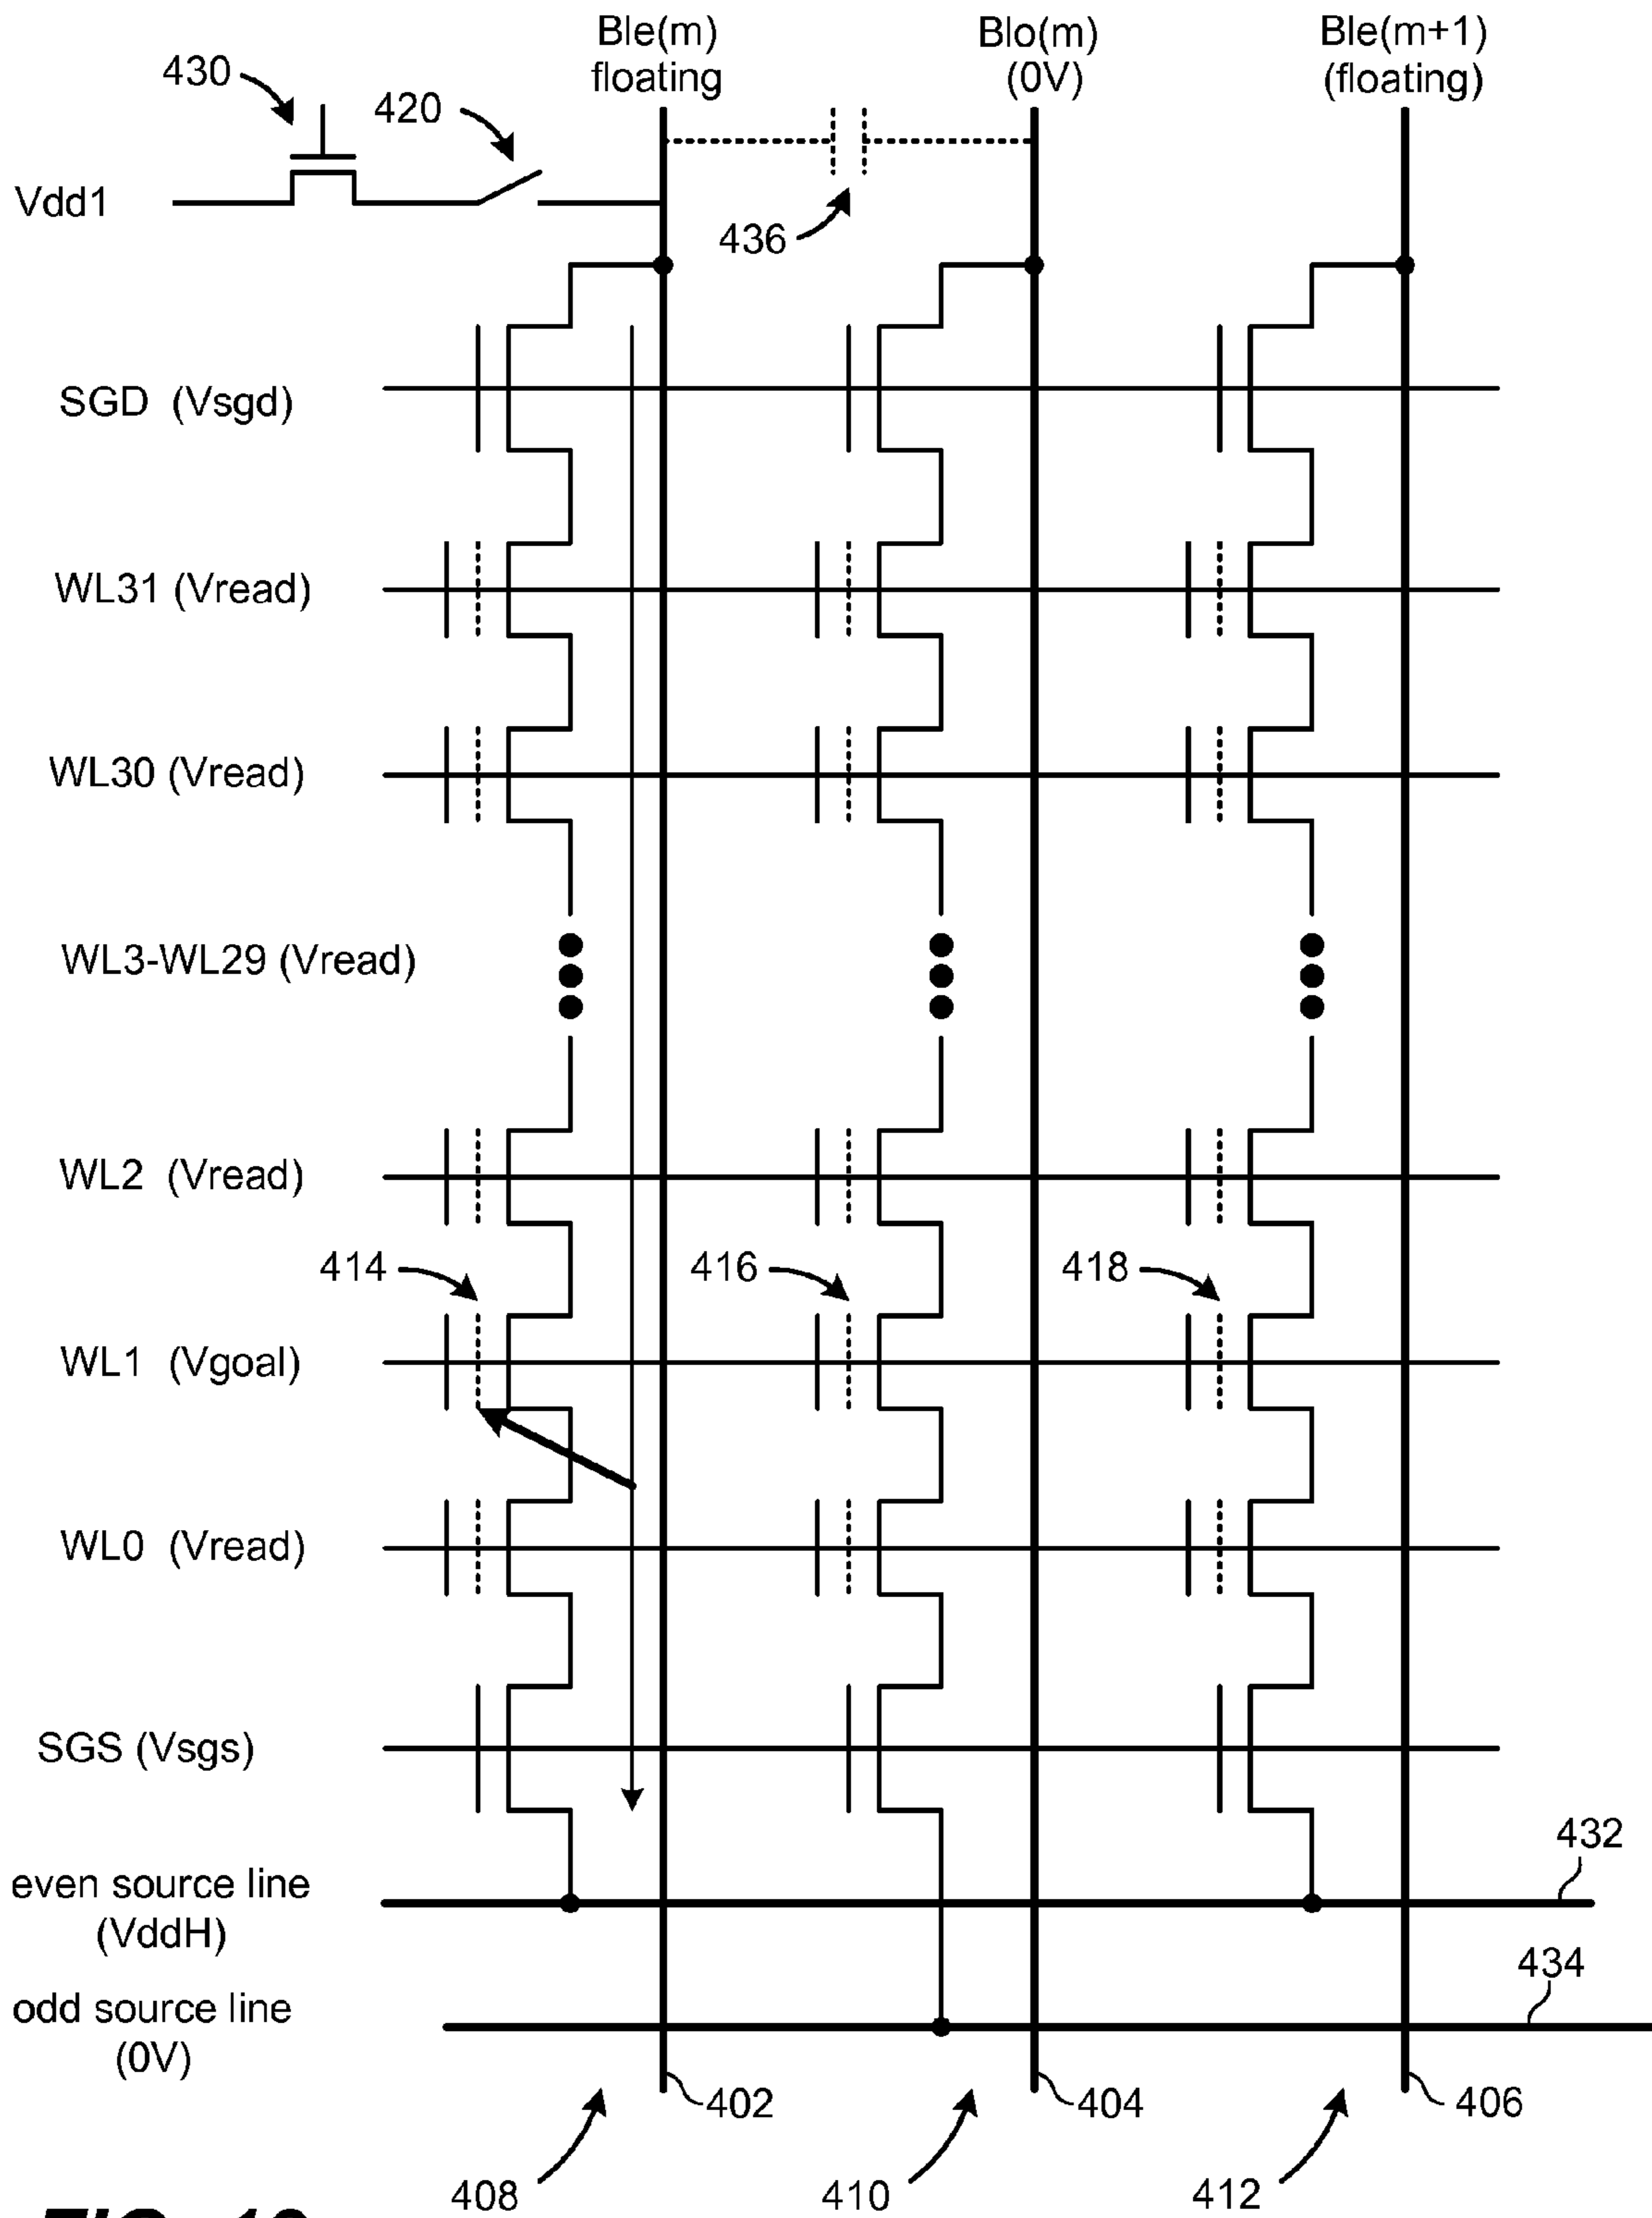 Ble(m)
floating
Blo(m)
(0V)
Ble(m+1)
(floating)
430
420
Vdd1
436
SGD (Vsgd)
WL31 (Vread)
WL30 (Vread)
WL3-WL29 (Vread)
WL2 (Vread)
414
416
418
WL1 (Vgoal)
WL0 (Vread)
SGS (Vsgs)
432
even source line
(VddH)
434
odd source line
(0V)
402
404
406
408
410
412